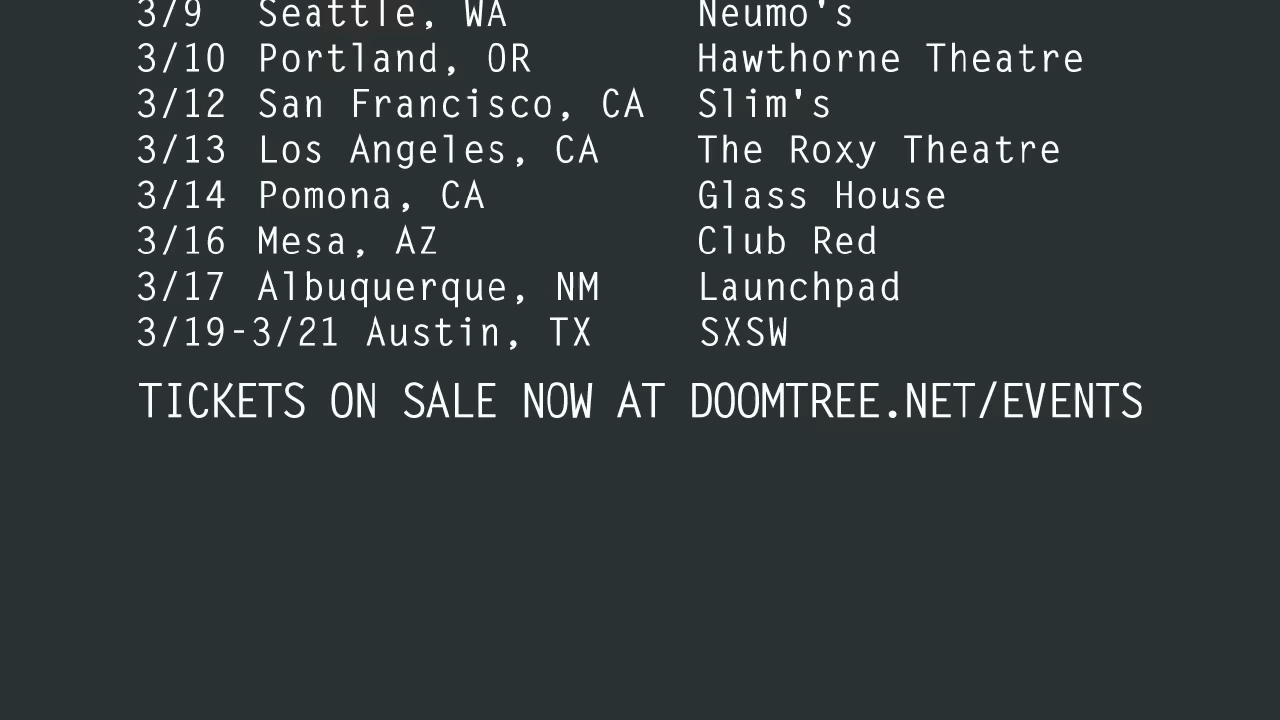 3/9 Seattle, WA Neumo's
3/10 Portland, OR Hawthorne Theatre
3/12 San Francisco, CA Slim's
3/13 Los Angeles, CA The Roxy Theatre
3/14 Pomona, CA Glass House
3/16 Mesa, AZ Club Red
3/17 Albuquerque, NM Launchpad
3/19-3/21 Austin, TX SXSW
TICKETS ON SALE NOW AT DOOMTREE.NET/EVENTS